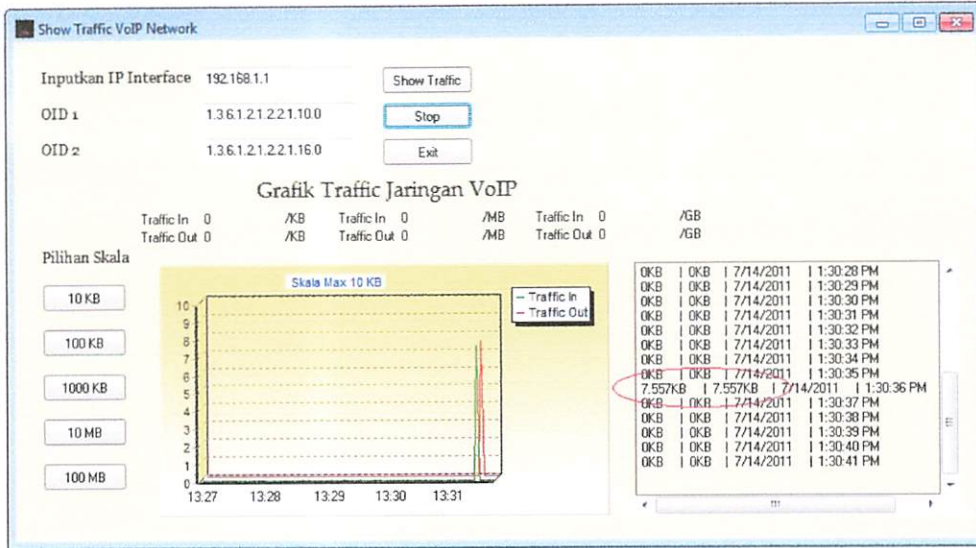 Show Traffic VoIP Network
Inputkan IP Interface 192.168.1.1 Show Traffic
OID 1 1.3.6.1.2.1.2.2.1.10.0 Stop
OID 2 1.3.6.1.2.1.2.2.1.16.0 Exit
Grafik Traffic Jaringan VoIP
Traffic In 0 /KB Traffic In 0 /MB Traffic In 0 /GB
Traffic Out 0 /KB Traffic Out 0 /MB Traffic Out 0 /GB
Pilihan Skala
10 KB
100 KB
1000 KB
10 MB
100 MB
Skala Max 10 KB
Traffic In
Traffic Out
10
9
8
7
6
5
4
3
2
1
0
13.27 13.28 13.29 13.30 13.31
0KB | 0KB | 7/14/2011 | 1:30:28 PM
0KB | 0KB | 7/14/2011 | 1:30:29 PM
0KB | 0KB | 7/14/2011 | 1:30:30 PM
0KB | 0KB | 7/14/2011 | 1:30:31 PM
0KB | 0KB | 7/14/2011 | 1:30:32 PM
0KB | 0KB | 7/14/2011 | 1:30:33 PM
0KB | 0KB | 7/14/2011 | 1:30:34 PM
0KB | 0KB | 7/14/2011 | 1:30:35 PM
7.557KB | 7.557KB | 7/14/2011 | 1:30:36 PM
0KB | 0KB | 7/14/2011 | 1:30:37 PM
0KB | 0KB | 7/14/2011 | 1:30:38 PM
0KB | 0KB | 7/14/2011 | 1:30:39 PM
0KB | 0KB | 7/14/2011 | 1:30:40 PM
0KB | 0KB | 7/14/2011 | 1:30:41 PM